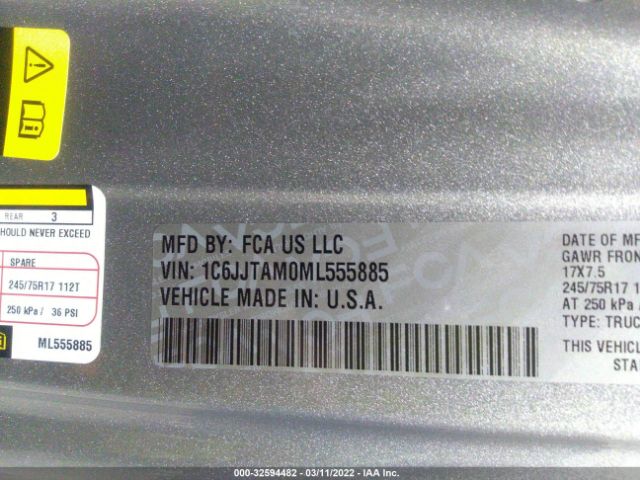 REAR 3
HOULD NEVER EXCEED
SPARE
245/75R17 112T
250 kPa / 36 PSI
ML555885
MFD BY: FCA US LLC
VIN: 1C6JJTAM0ML555885
VEHICLE MADE IN: U.S.A.
DATE OF MF
GAWR FRON
17X7.5
245/75R17 1
AT 250 kPa
TYPE: TRUC
THIS VEHICL
STA
000-32594482 - 03/11/2022 - IAA Inc.